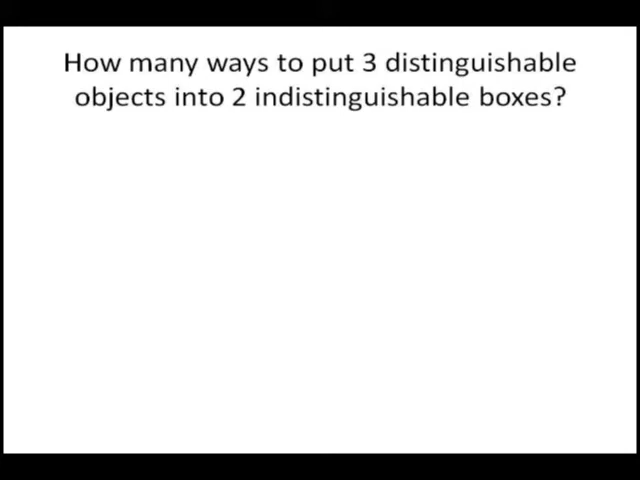 How many ways to put 3 distinguishable
objects into 2 indistinguishable boxes?